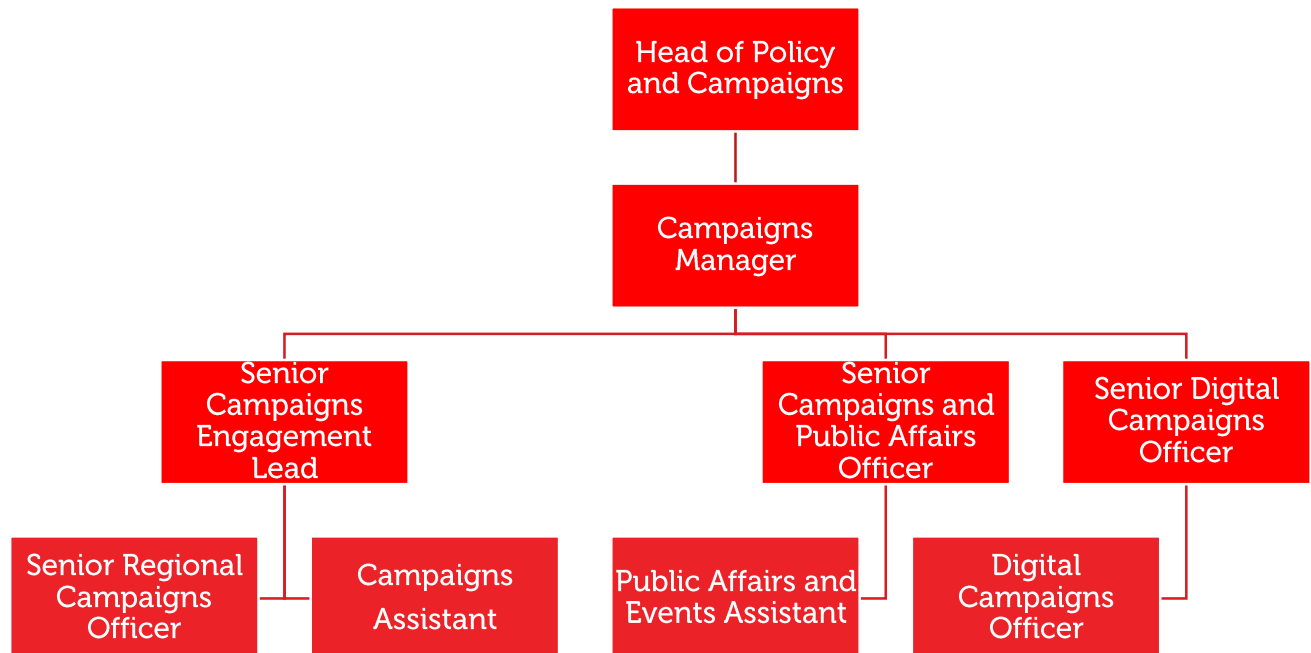 Head of Policy
and Campaigns
Campaigns
Manager
Senior
Campaigns
Engagement
Lead
Senior
Campaigns and
Public Affairs
Officer
Senior Digital
Campaigns
Officer
Senior Regional
Campaigns
Officer
Campaigns
Assistant
Public Affairs and
Events Assistant
Digital
Campaigns
Officer